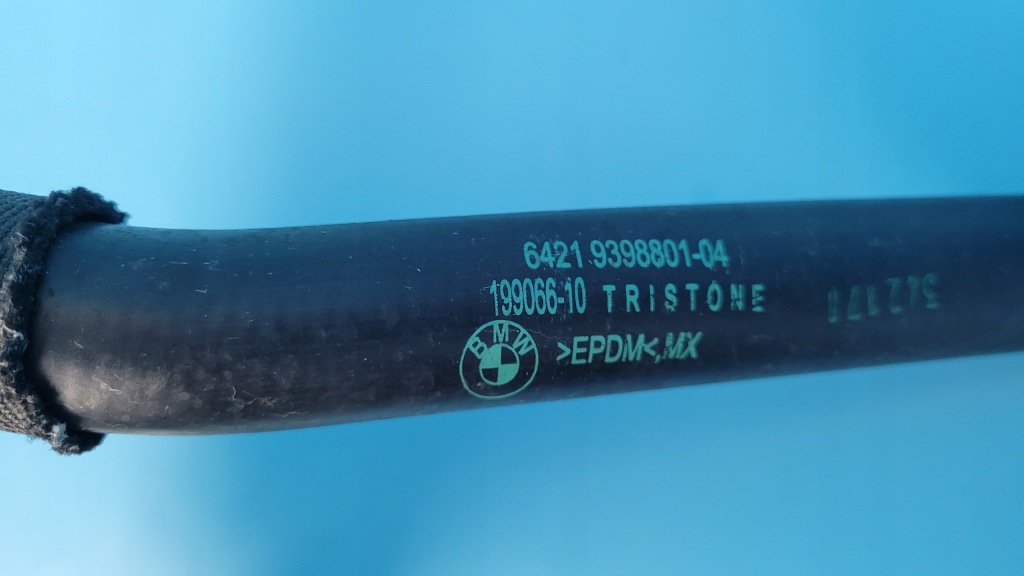 6421 9398801-04
199066-10 TRISTONE
BMW
>EPDM<,MX